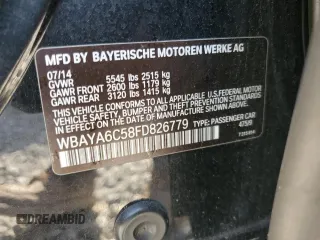 MFD BY BAYERISCHE MOTOREN WERKE AG
07/14
GVWR 5545 lbs 2515 kg
GAWR FRONT 2600 lbs 1179 kg
GAWR REAR 3120 lbs 1415 kg
THIS VEHICLE CONFORMS TO ALL APPLICABLE U.S. FEDERAL MOTOR
VEHICLE SAFETY, BUMPER, AND THEFT PREVENTION STANDARDS
IN EFFECT ON THE DATE OF MANUFACTURE SHOWN ABOVE.
WBAYA6C58FD826779 TYPE: PASSENGER CAR
475/9
DREAMBID